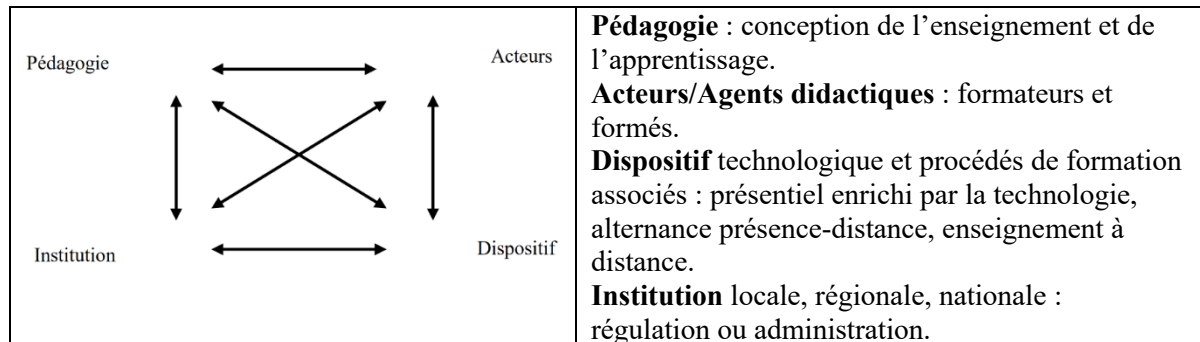 Pédagogie
Acteurs
Institution
Dispositif
Pédagogie : conception de l’enseignement et de
l’apprentissage.
Acteurs/Agents didactiques : formateurs et
formés.
Dispositif technologique et procédés de formation
associés : présentiel enrichi par la technologie,
alternance présence-distance, enseignement à
distance.
Institution locale, régionale, nationale :
régulation ou administration.